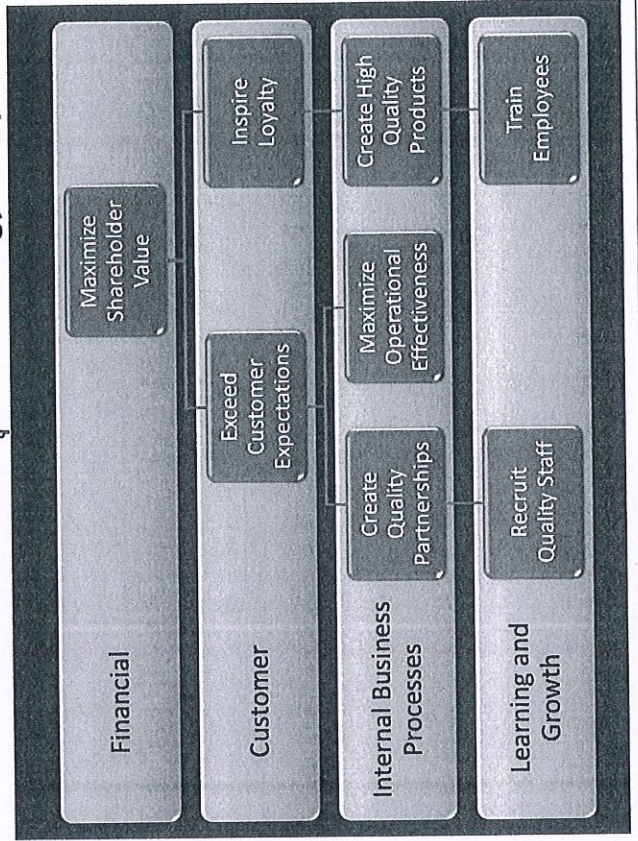 Financial
Maximize
Shareholder
Value
Customer
Exceed
Customer
Expectations
Inspire
Loyalty
Internal Business
Processes
Create
Quality
Partnerships
Maximize
Operational
Effectiveness
Create High
Quality
Products
Learning and
Growth
Recruit
Quality Staff
Train
Employees